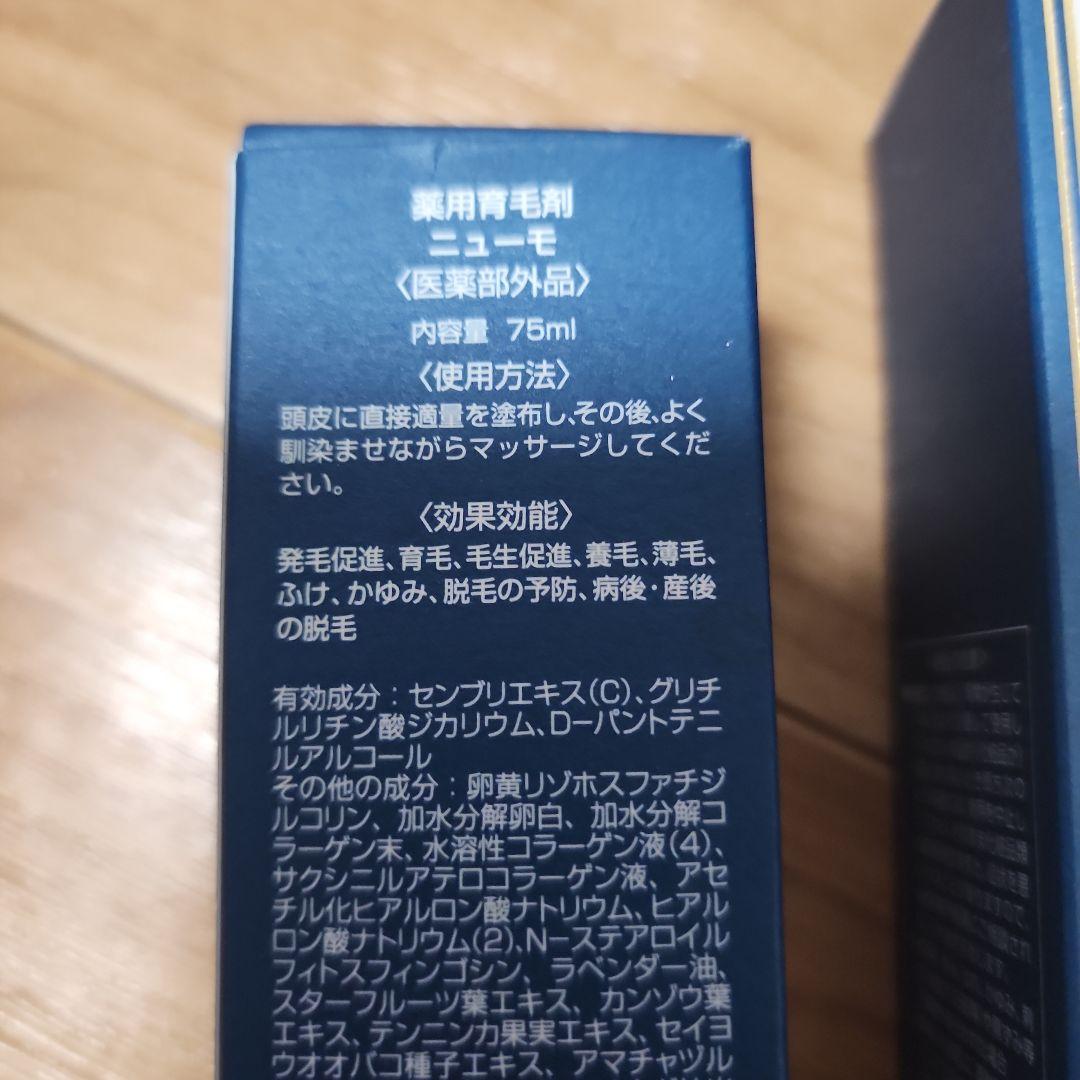 薬用育毛剤
ニューモ
〈医薬部外品〉
内容量 75ml
〈使用方法〉
頭皮に直接適量を塗布し、その後、よく
馴染ませながらマッサージしてくだ
さい。
〈効果効能〉
発毛促進、育毛、毛生促進、養毛、薄毛、
ふけ、かゆみ、脱毛の予防、病後・産後
の脱毛
有効成分：センブリエキス(C)、グリチ
ルリチン酸ジカリウム、D−パントテニ
ルアルコール
その他の成分：卵黄リゾホスファチジ
ルコリン、加水分解卵白、加水分解コ
ラーゲン末、水溶性コラーゲン液(4)、
サクシニルアテロコラーゲン液、アセ
チル化ヒアルロン酸ナトリウム、ヒアル
ロン酸ナトリウム(2)、N−ステアロイル
フィトスフィンゴシン、ラベンダー油、
スターフルーツ葉エキス、カンゾウ葉
エキス、テンニンカ果実エキス、セイヨ
ウオオバコ種子エキス、アマチャヅル